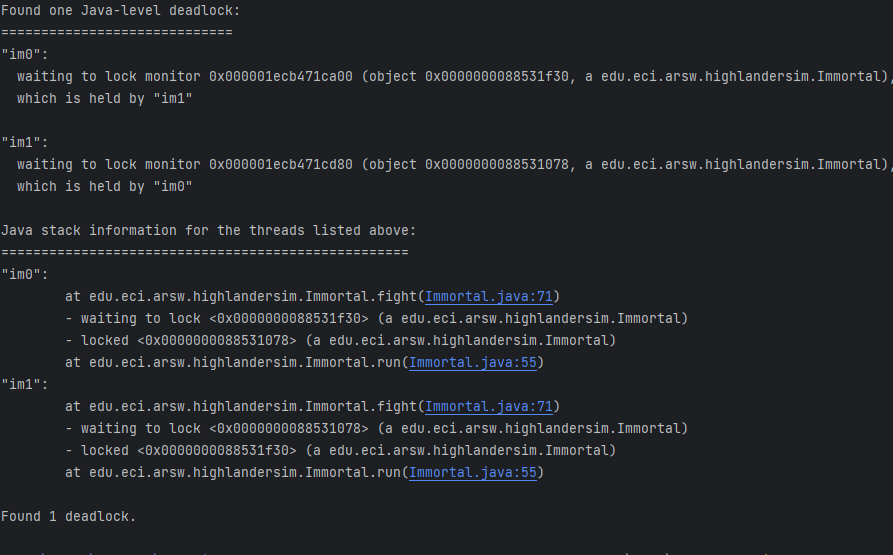 Found one Java-level deadlock:
=============================
"im0":
  waiting to lock monitor 0x000001ecb471ca00 (object 0x0000000088531f30, a edu.eci.arsw.highlandersim.Immortal),
  which is held by "im1"

"im1":
  waiting to lock monitor 0x000001ecb471cd80 (object 0x0000000088531078, a edu.eci.arsw.highlandersim.Immortal),
  which is held by "im0"

Java stack information for the threads listed above:
===================================================
"im0":
        at edu.eci.arsw.highlandersim.Immortal.fight(Immortal.java:71)
        - waiting to lock <0x0000000088531f30> (a edu.eci.arsw.highlandersim.Immortal)
        - locked <0x0000000088531078> (a edu.eci.arsw.highlandersim.Immortal)
        at edu.eci.arsw.highlandersim.Immortal.run(Immortal.java:55)
"im1":
        at edu.eci.arsw.highlandersim.Immortal.fight(Immortal.java:71)
        - waiting to lock <0x0000000088531078> (a edu.eci.arsw.highlandersim.Immortal)
        - locked <0x0000000088531f30> (a edu.eci.arsw.highlandersim.Immortal)
        at edu.eci.arsw.highlandersim.Immortal.run(Immortal.java:55)

Found 1 deadlock.